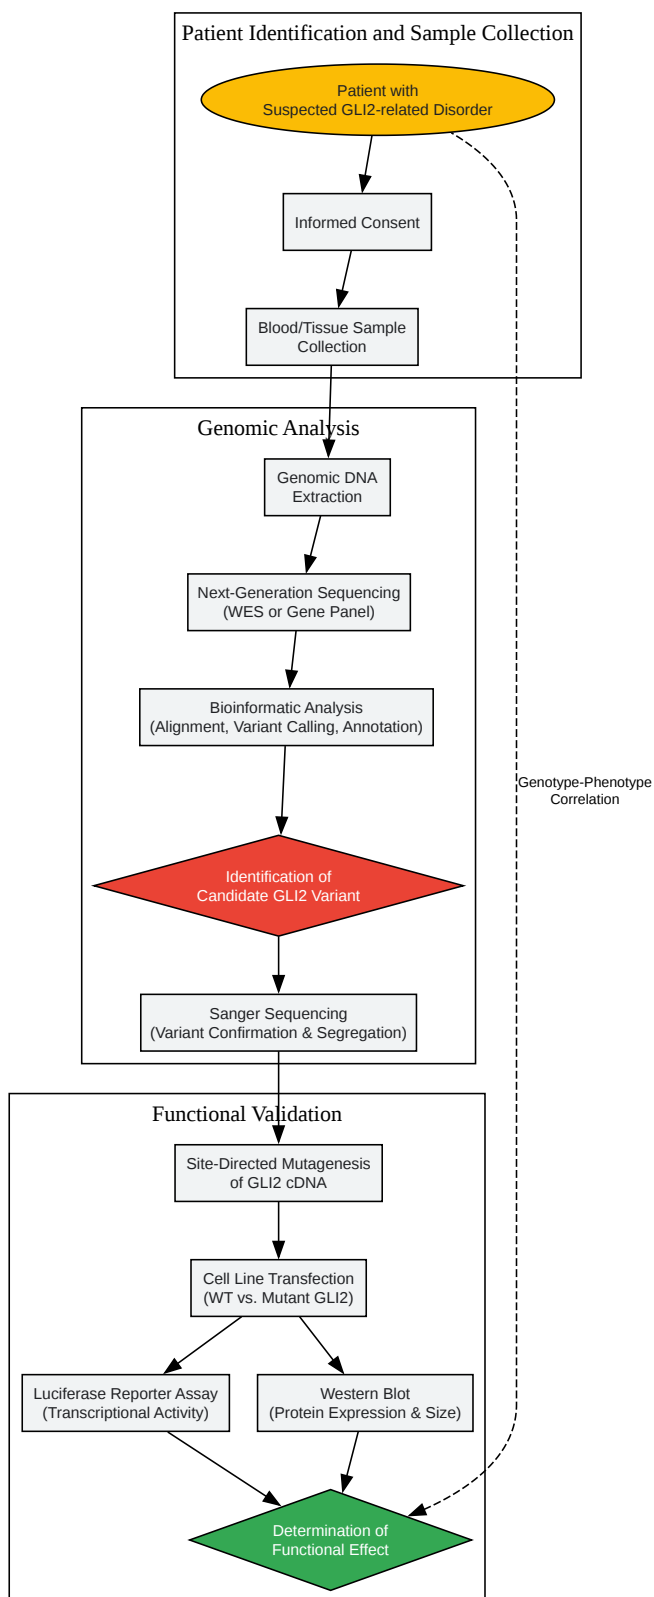 Patient Identification and Sample Collection
Patient with
Suspected GLI2-related Disorder
Informed Consent
Blood/Tissue Sample
Collection
Genomic Analysis
Genomic DNA
Extraction
Next-Generation Sequencing
(WES or Gene Panel)
Bioinformatic Analysis
(Alignment, Variant Calling, Annotation)
Genotype-Phenotype
Correlation
Identification of
Candidate GLI2 Variant
Sanger Sequencing
(Variant Confirmation & Segregation)
Functional Validation
Site-Directed Mutagenesis
of GLI2 cDNA
Cell Line Transfection
(WT vs. Mutant GLI2)
Luciferase Reporter Assay
(Transcriptional Activity)
Western Blot
(Protein Expression & Size)
Determination of
Functional Effect